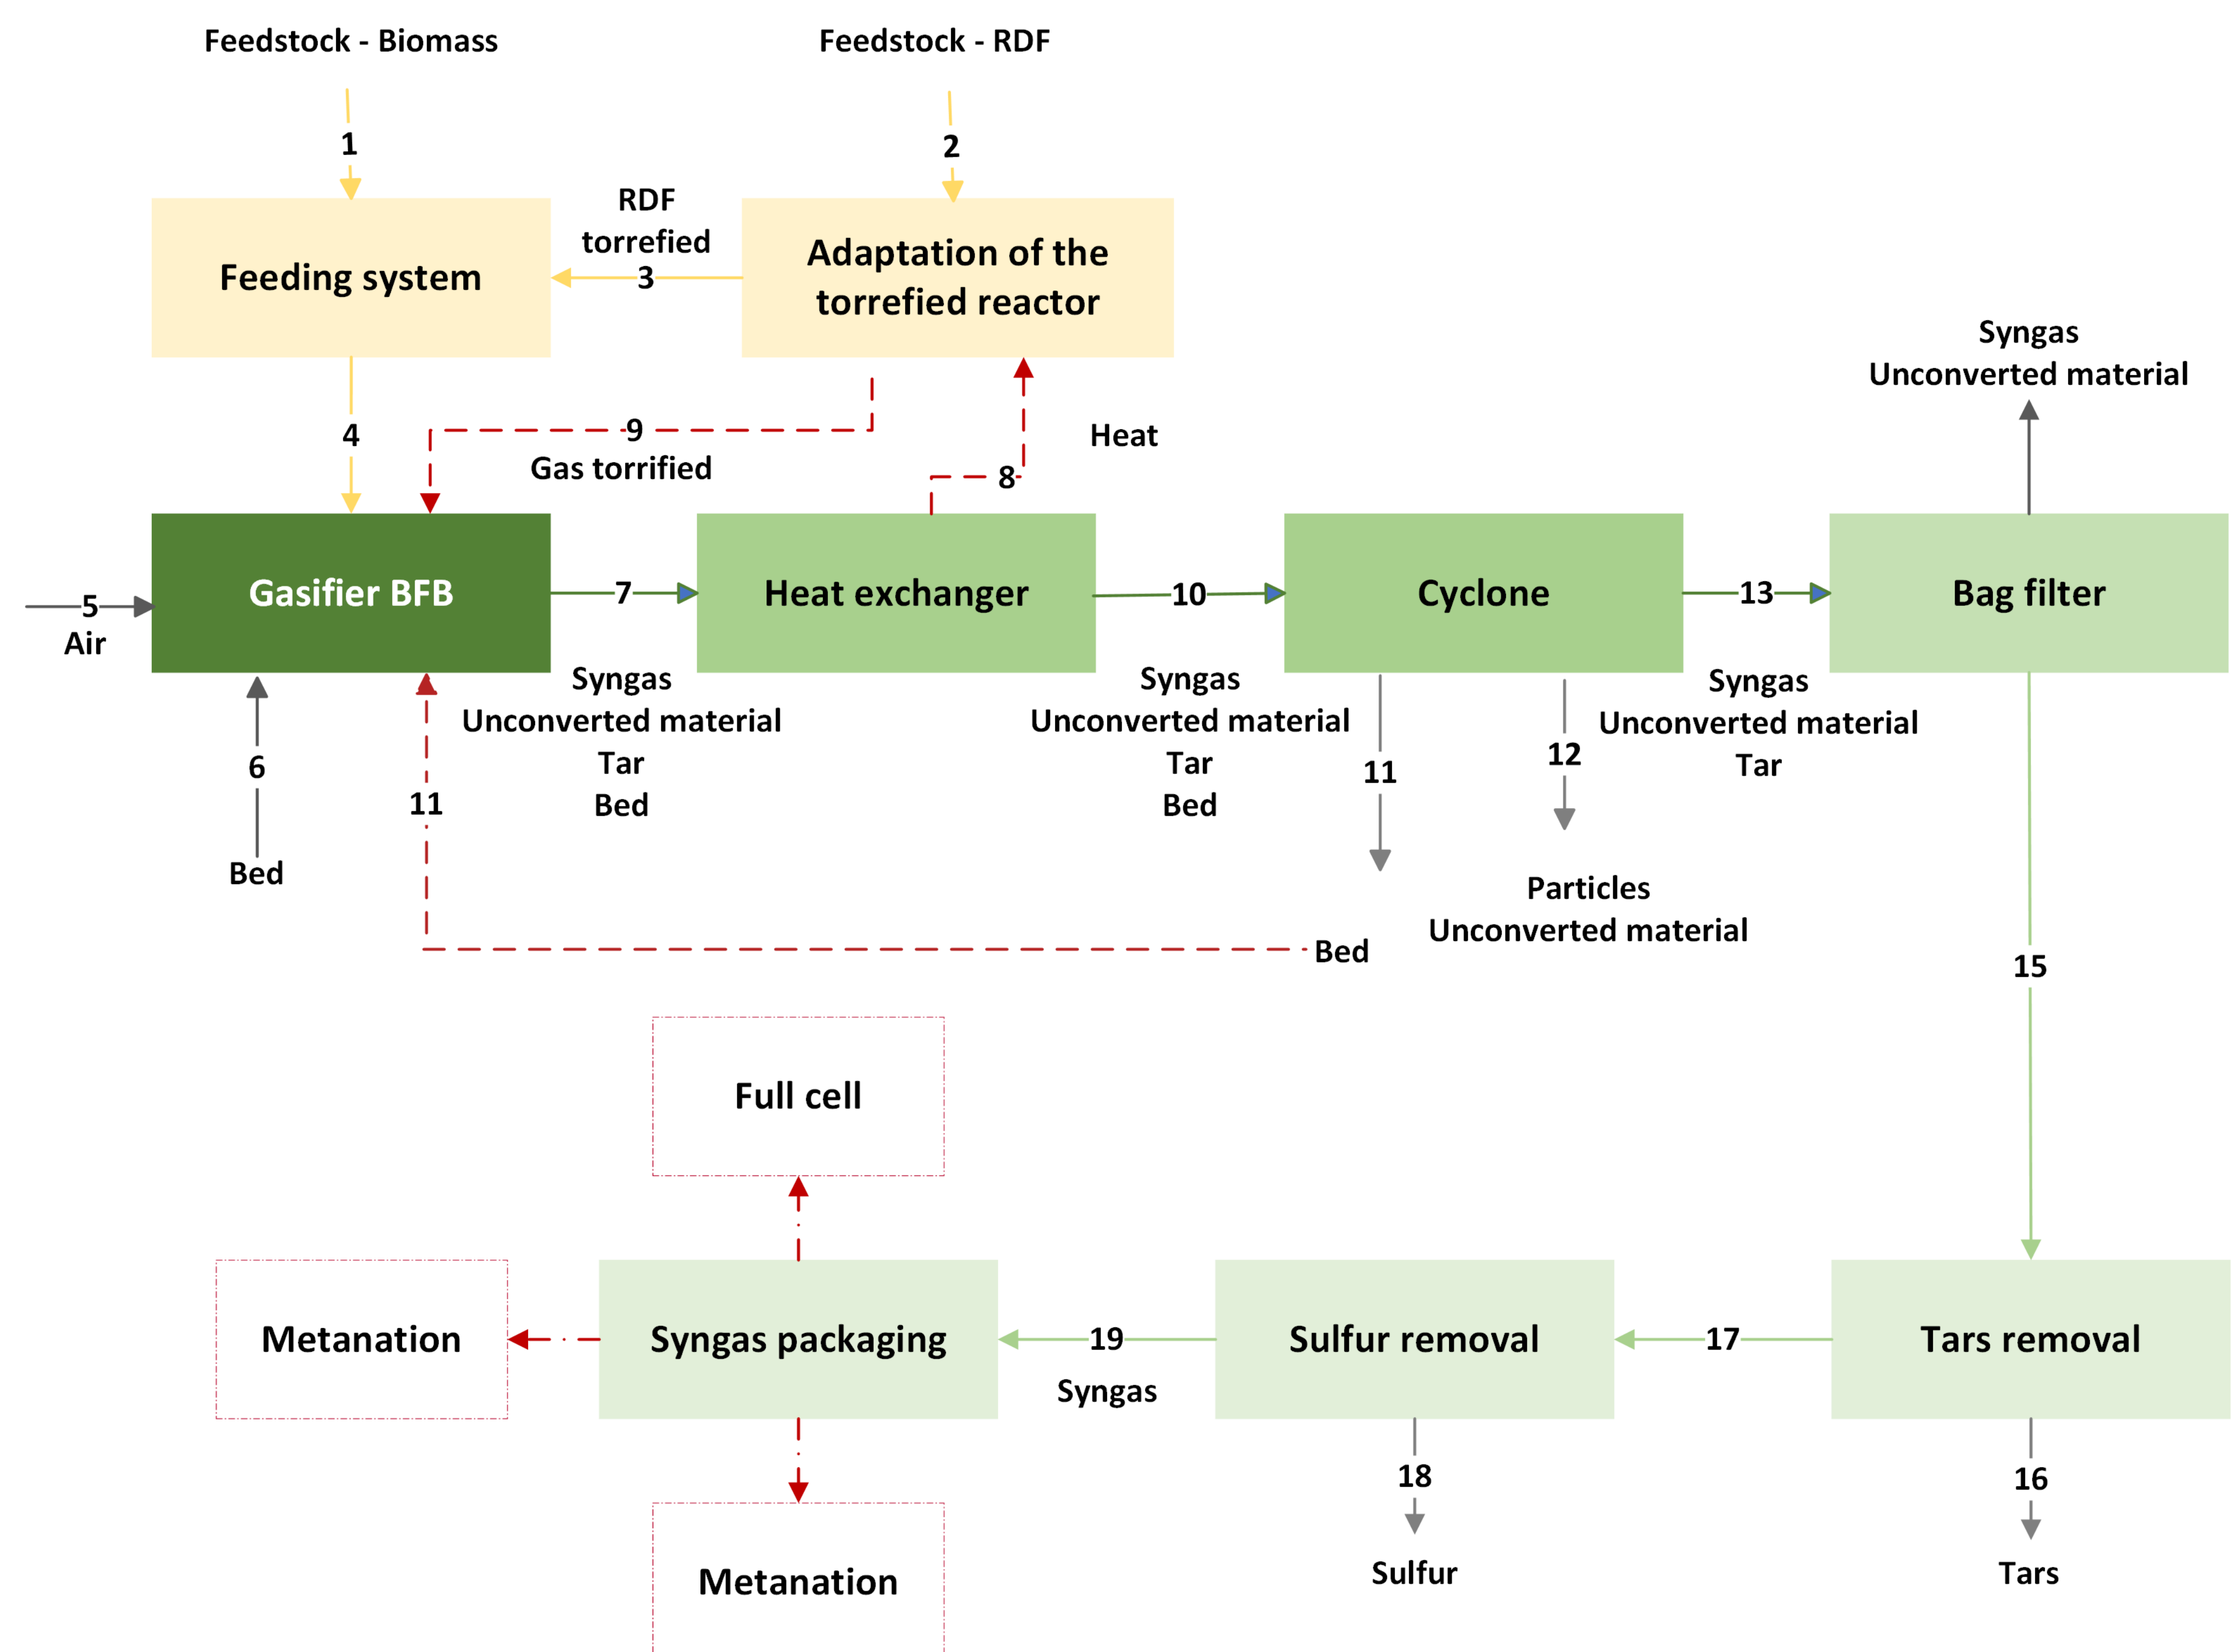 Feedstock - Biomass
Feedstock - RDF
1
2
RDF
torrefied
3
Feeding system
Adaptation of the
torrefied reactor
Syngas
Unconverted material
4
9
Gas torrified
Heat
8
Gasifier BFB
7
Heat exchanger
10
Cyclone
13
Bag filter
5
Air
Syngas
Unconverted material
Tar
Bed
Syngas
Unconverted material
Tar
Bed
Syngas
Unconverted material
Tar
6
11
11
12
Bed
Particles
Unconverted material
Bed
15
Full cell
Metanation
Syngas packaging
19
Syngas
Sulfur removal
17
Tars removal
18
16
Sulfur
Tars
Metanation